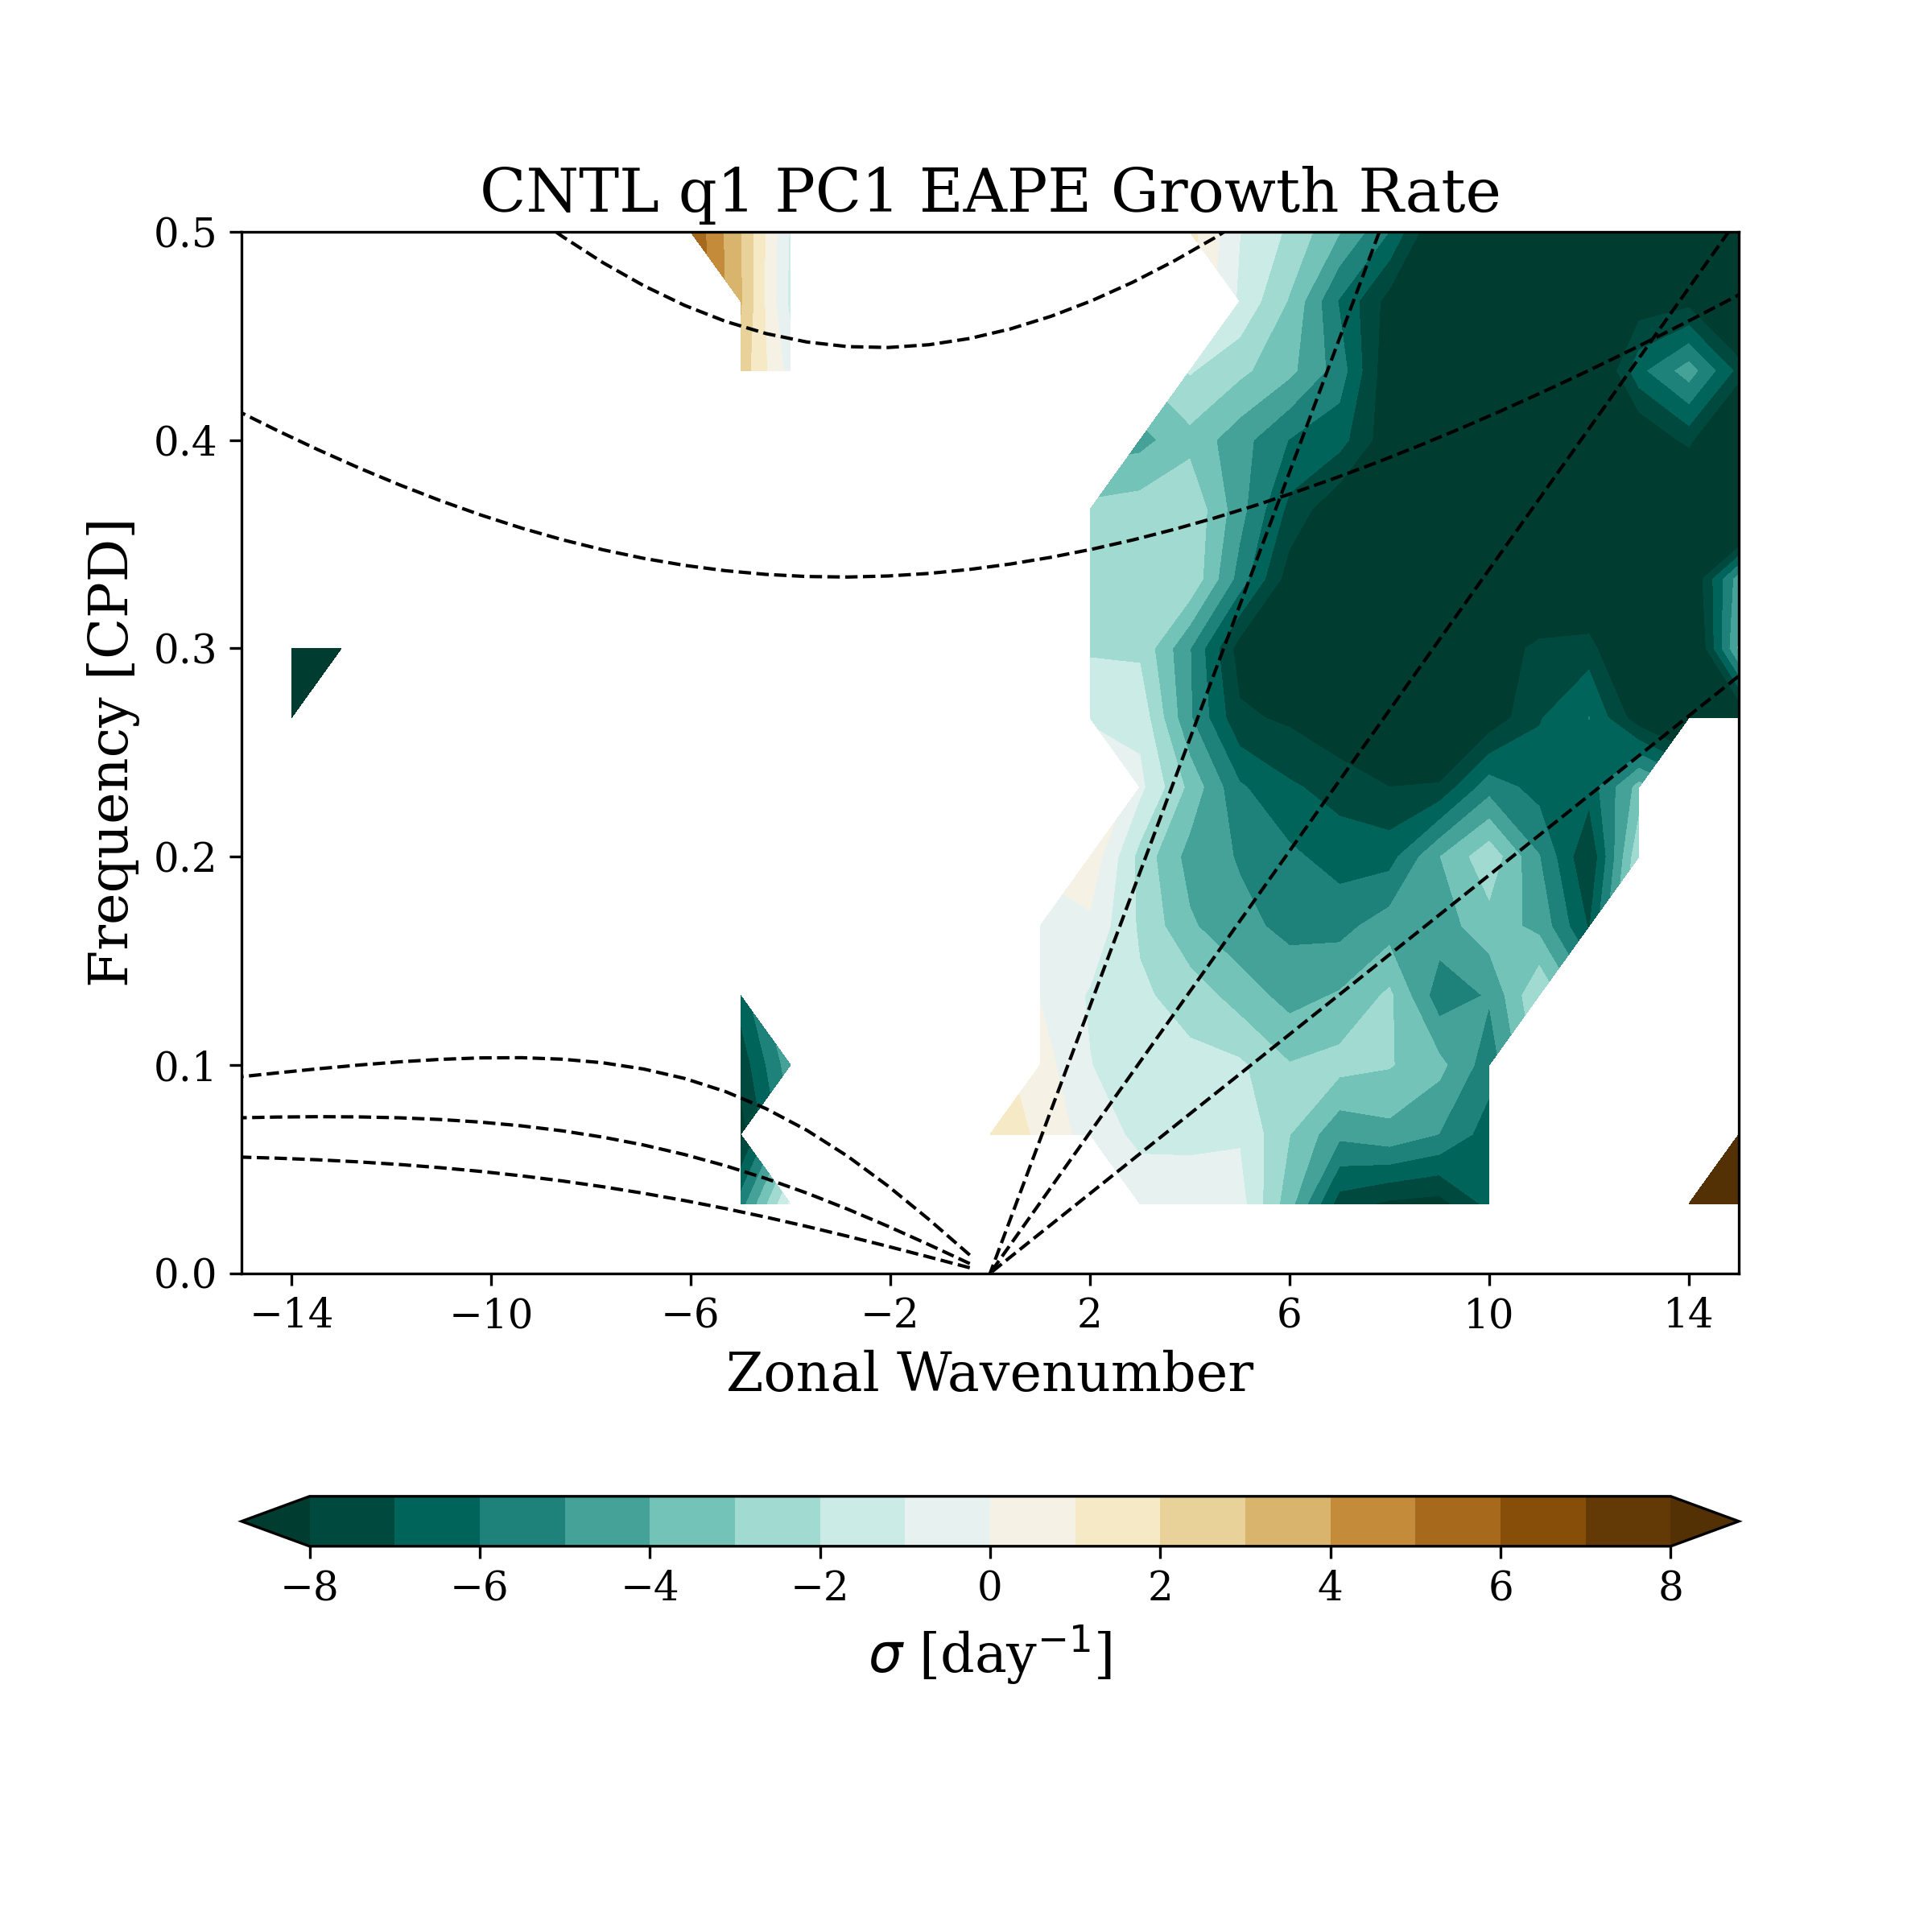 CNTL q1 PC1 EAPE Growth Rate
0.5
0.4
0.3
0.2
0.1
0.0
Frequency [CPD]
−14 −10 −6 −2 2 6 10 14
Zonal Wavenumber
−8 −6 −4 −2 0 2 4 6 8
σ [day⁻¹]